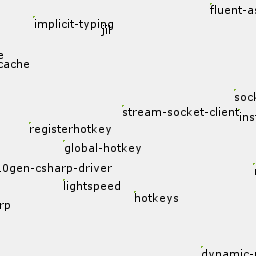 fluent-as
implicit-typing
jit
e
cache
sock
stream-socket-client
inst
registerhotkey
global-hotkey
10gen-csharp-driver
lightspeed
hotkeys
rp
dynamic-